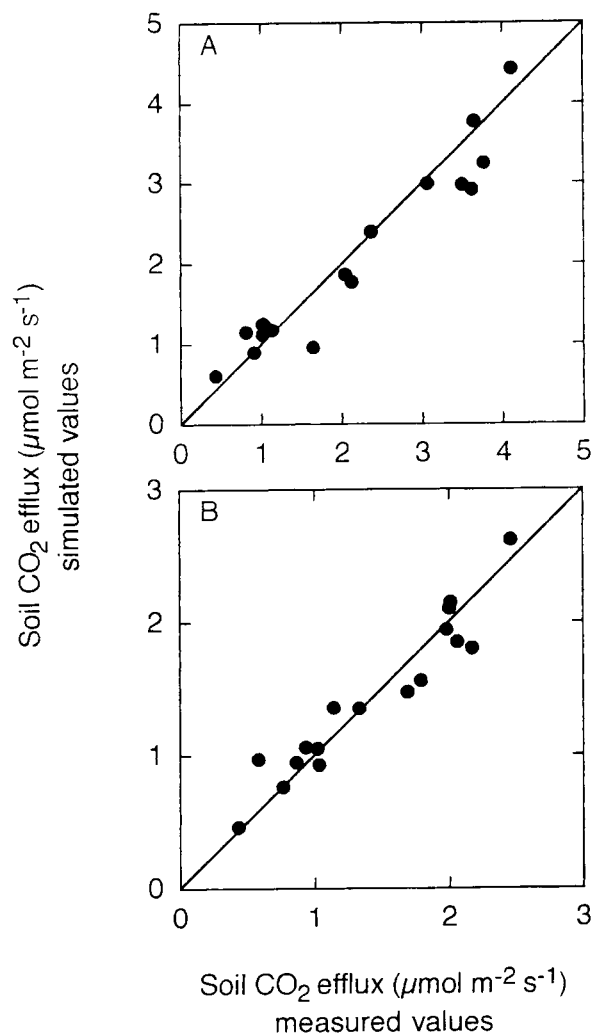 Soil CO2 efflux (µmol m-2 s-1)
simulated values
A
5
4
3
2
1
0
0 1 2 3 4 5
B
3
2
1
0
0 1 2 3
Soil CO2 efflux (µmol m-2 s-1)
measured values